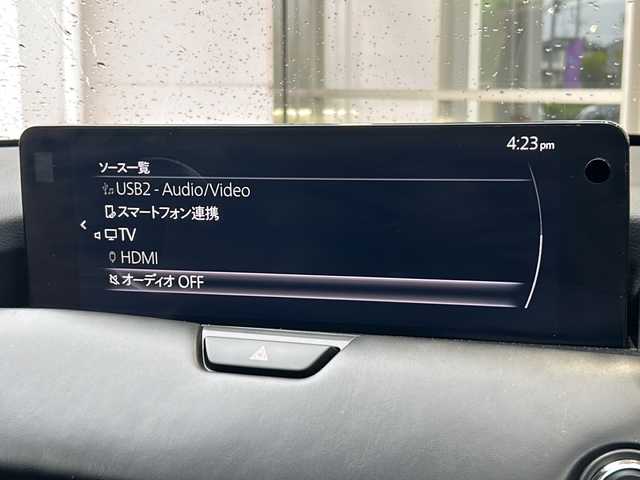 4:23pm
ソース一覧
USB2 - Audio/Video
スマートフォン連携
TV
HDMI
オーディオ OFF